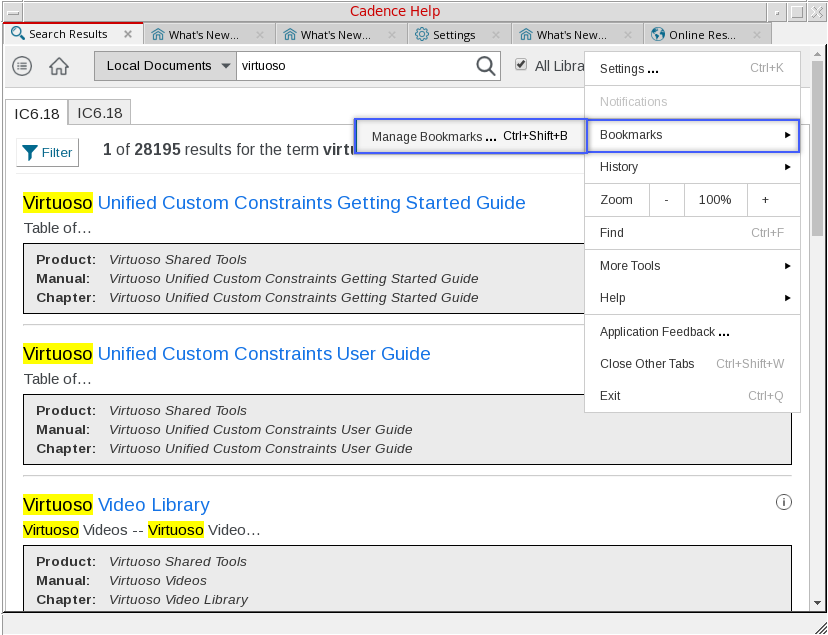 Cadence Help
Search Results × What's New... × What's New... × Settings × What's New... × Online Res... ×
Local Documents virtuoso All Libra
Settings ... Ctrl+K
Notifications
IC6.18 IC6.18
Manage Bookmarks ... Ctrl+Shift+B Bookmarks
Filter 1 of 28195 results for the term virtu
History
Zoom - 100% +
Virtuoso Unified Custom Constraints Getting Started Guide
Table of…
Find Ctrl+F
Product: Virtuoso Shared Tools
Manual: Virtuoso Unified Custom Constraints Getting Started Guide
Chapter: Virtuoso Unified Custom Constraints Getting Started Guide
More Tools
Help
Application Feedback ...
Virtuoso Unified Custom Constraints User Guide
Table of…
Close Other Tabs Ctrl+Shift+W
Exit Ctrl+Q
Product: Virtuoso Shared Tools
Manual: Virtuoso Unified Custom Constraints User Guide
Chapter: Virtuoso Unified Custom Constraints User Guide
Virtuoso Video Library
Virtuoso Videos -- Virtuoso Video…
Product: Virtuoso Shared Tools
Manual: Virtuoso Videos
Chapter: Virtuoso Video Library